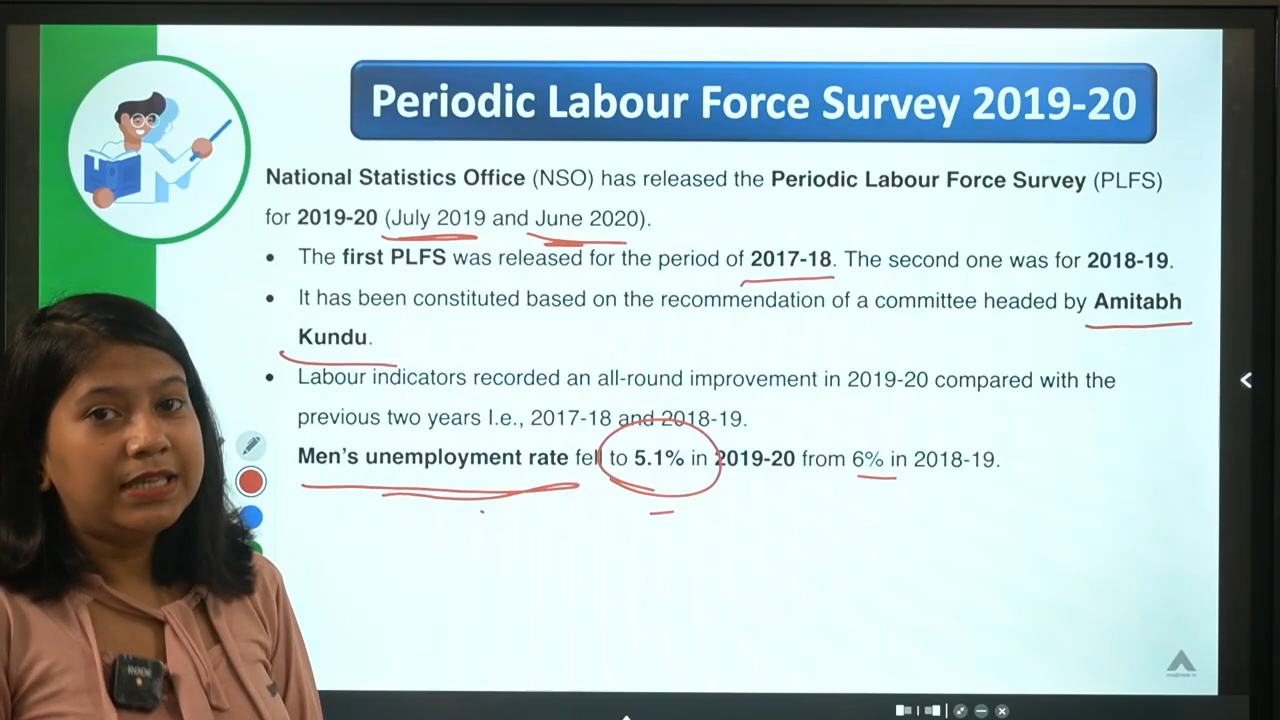 Periodic Labour Force Survey 2019-20
National Statistics Office (NSO) has released the Periodic Labour Force Survey (PLFS)
for 2019-20 (July 2019 and June 2020).
• The first PLFS was released for the period of 2017-18. The second one was for 2018-19.
• It has been constituted based on the recommendation of a committee headed by Amitabh
Kundu.
• Labour indicators recorded an all-round improvement in 2019-20 compared with the
previous two years I.e., 2017-18 and 2018-19.
Men's unemployment rate fell to 5.1% in 2019-20 from 6% in 2018-19.
RODE